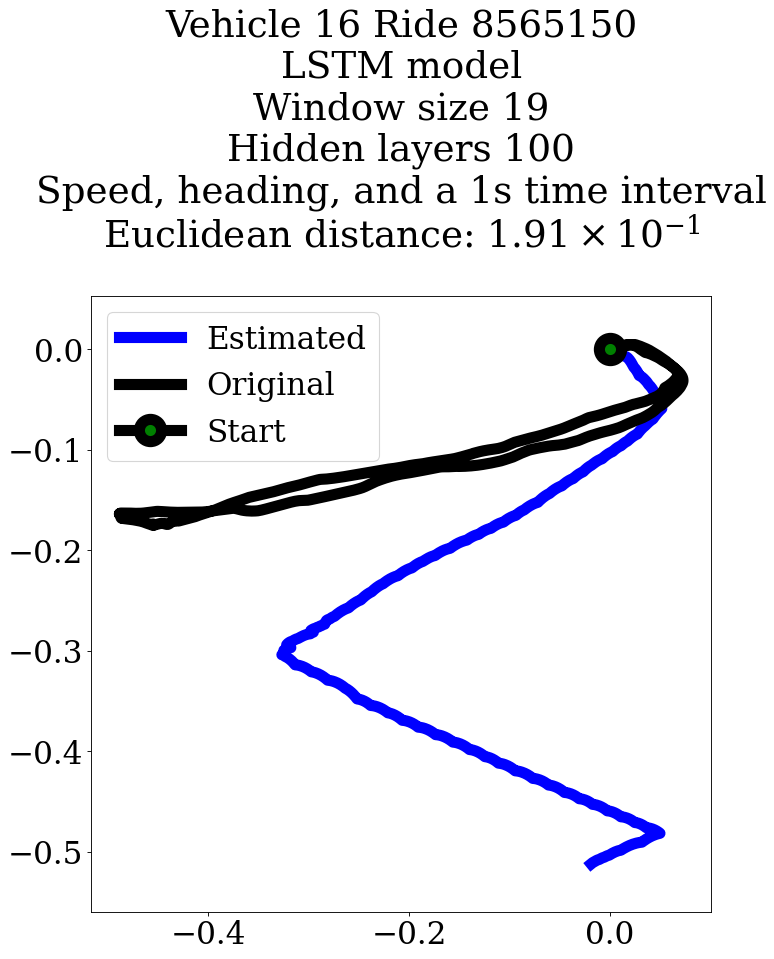 Vehicle 16 Ride 8565150
LSTM model
Window size 19
Hidden layers 100
Speed, heading, and a 1s time interval
Euclidean distance: 1.91 × 10⁻¹
Estimated
Original
Start
0.0
−0.1
−0.2
−0.3
−0.4
−0.5
−0.4 −0.2 0.0